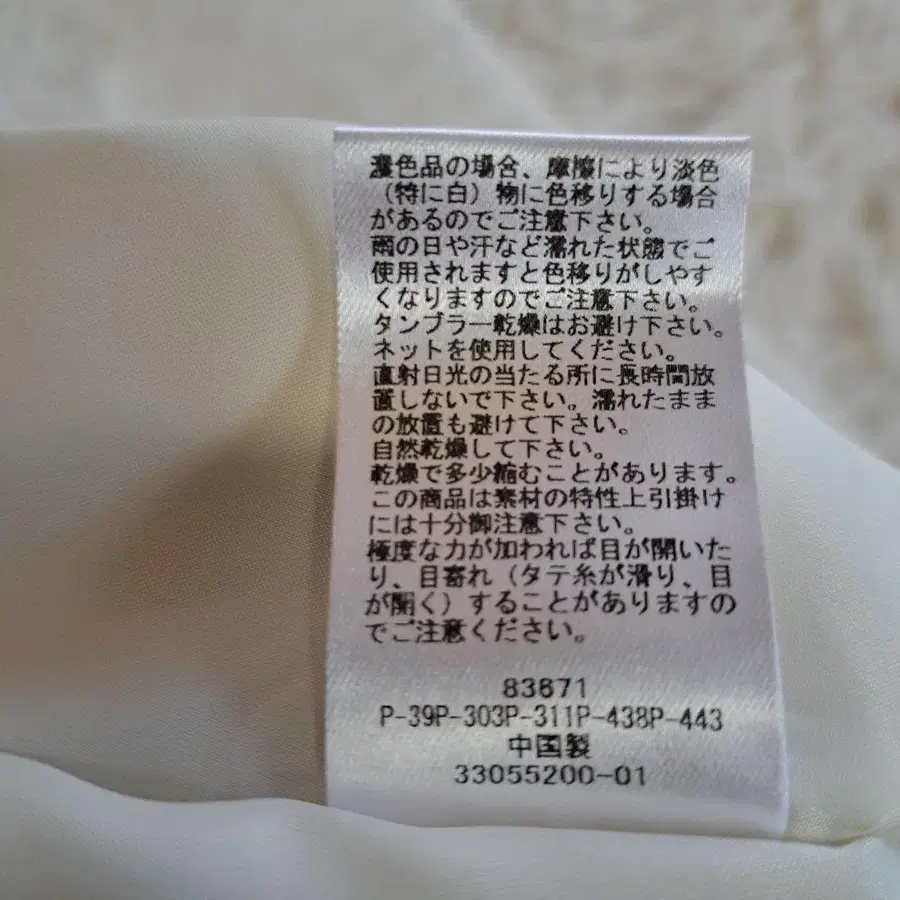 濃色品の場合、摩擦により淡色
（特に白）物に色移りする場合
があるのでご注意下さい。
雨の日や汗など濡れた状態でご
使用されますと色移りがしやす
くなりますのでご注意下さい。
タンブラー乾燥はお避け下さい。
ネットを使用してください。
直射日光の当たる所に長時間放
置しないで下さい。濡れたまま
の放置も避けて下さい。
自然乾燥して下さい。
乾燥で多少縮むことがあります。
この商品は素材の特性上引掛け
には十分御注意下さい。
極度な力が加われば目が開いた
り、目寄れ（タテ糸が滑り、目
が開く）することがありますの
でご注意ください。
83871
P-39P-303P-311P-438P-443
中国製
33055200-01